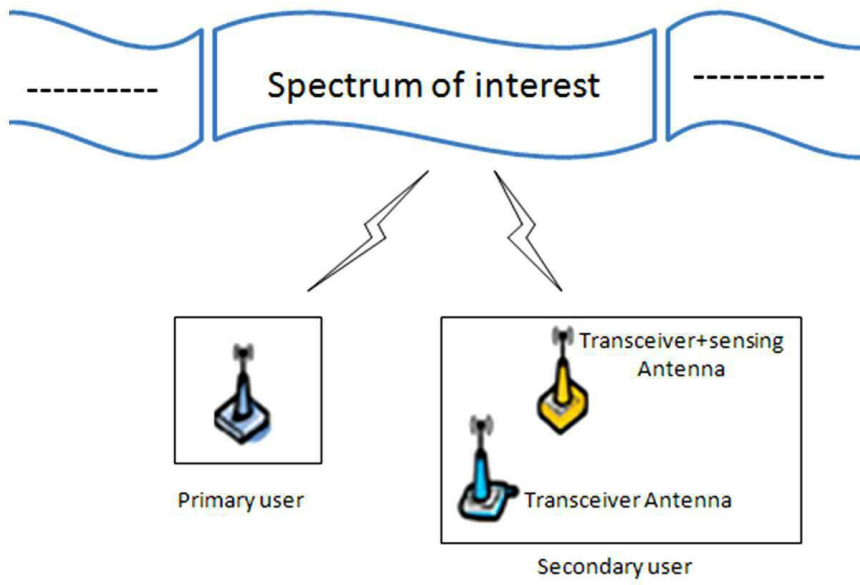 Spectrum of interest
Transceiver+sensing
Antenna
Primary user
Transceiver Antenna
Secondary user